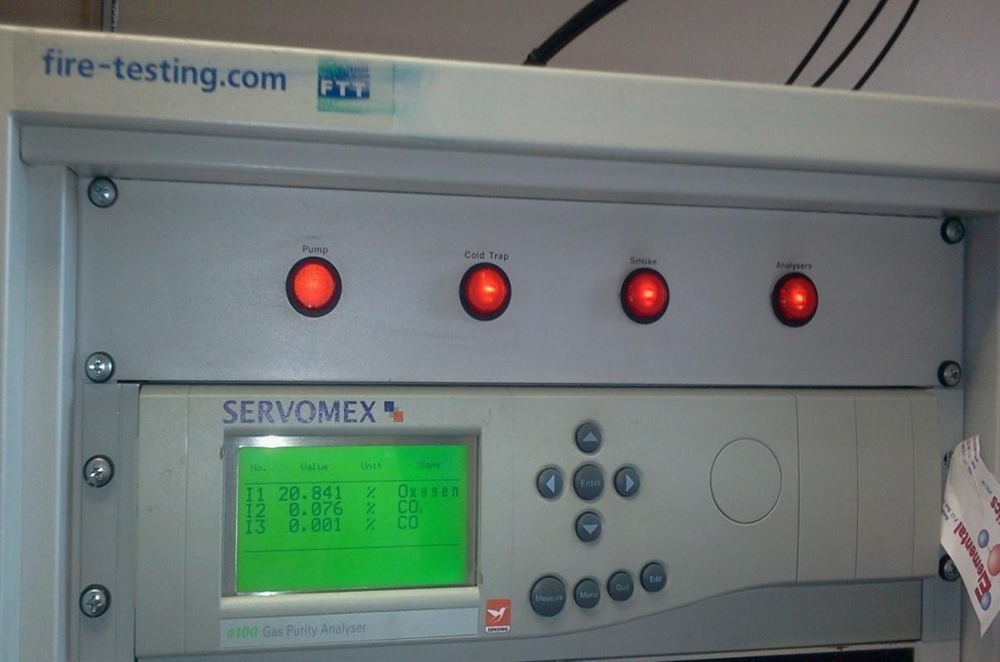 fire-testing.com
FTT
Pump
Cold Trap
Smoke
Analysers
SERVOMEX
No. Value Unit Name
I1 20.841 % Oxygen
I2 0.076 % CO₂
I3 0.001 % CO
Enter
Measure
Menu
Quit
Edit
4100 Gas Purity Analyser
SENSING
Elemental